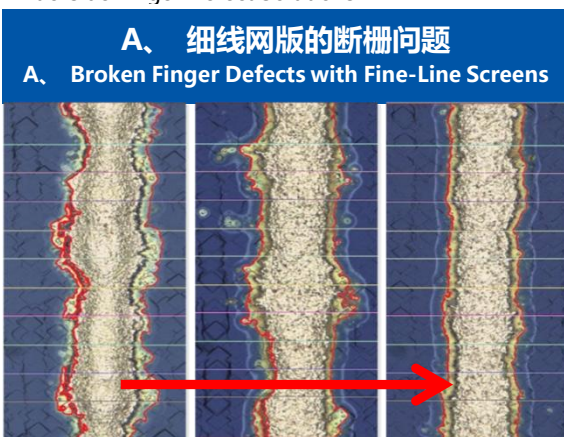 A、 细线网版的断栅问题
A、 Broken Finger Defects with Fine-Line Screens